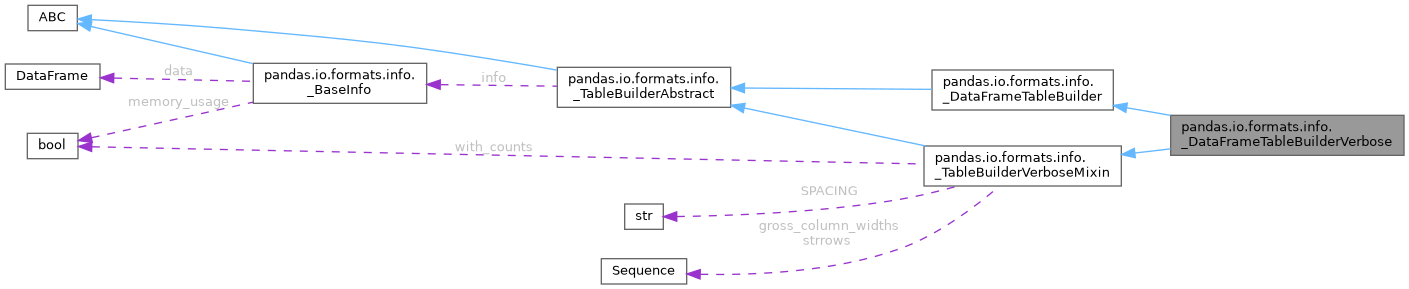 ABC
DataFrame
data
pandas.io.formats.info.
_BaseInfo
info
pandas.io.formats.info.
_TableBuilderAbstract
pandas.io.formats.info.
_DataFrameTableBuilder
memory_usage
bool
with_counts
pandas.io.formats.info.
_DataFrameTableBuilderVerbose
pandas.io.formats.info.
_TableBuilderVerboseMixin
SPACING
str
gross_column_widths
strrows
Sequence